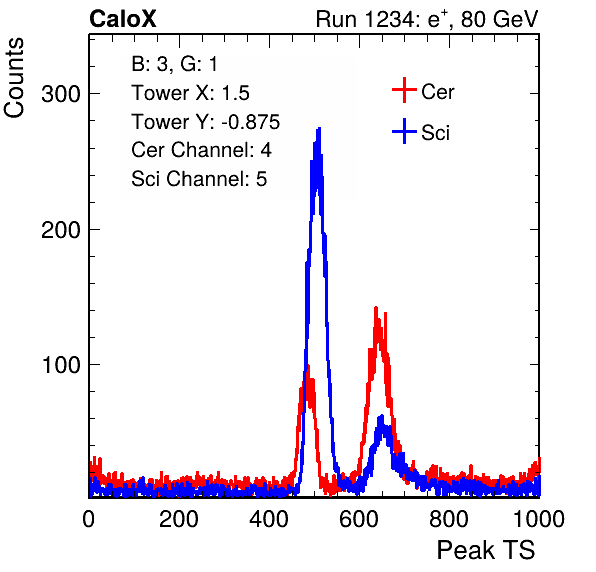 CaloX
Run 1234: e+, 80 GeV
Counts
B: 3, G: 1
Tower X: 1.5
Tower Y: -0.875
Cer Channel: 4
Sci Channel: 5
Cer
Sci
300
200
100
0 200 400 600 800 1000
Peak TS